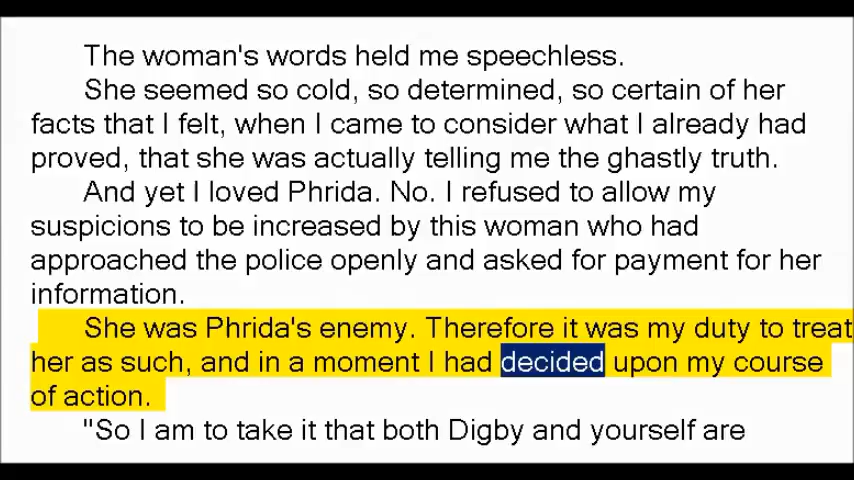 The woman's words held me speechless.
She seemed so cold, so determined, so certain of her
facts that I felt, when I came to consider what I already had
proved, that she was actually telling me the ghastly truth.
And yet I loved Phrida. No. I refused to allow my
suspicions to be increased by this woman who had
approached the police openly and asked for payment for her
information.
She was Phrida's enemy. Therefore it was my duty to treat
her as such, and in a moment I had decided upon my course
of action.
"So I am to take it that both Digby and yourself are